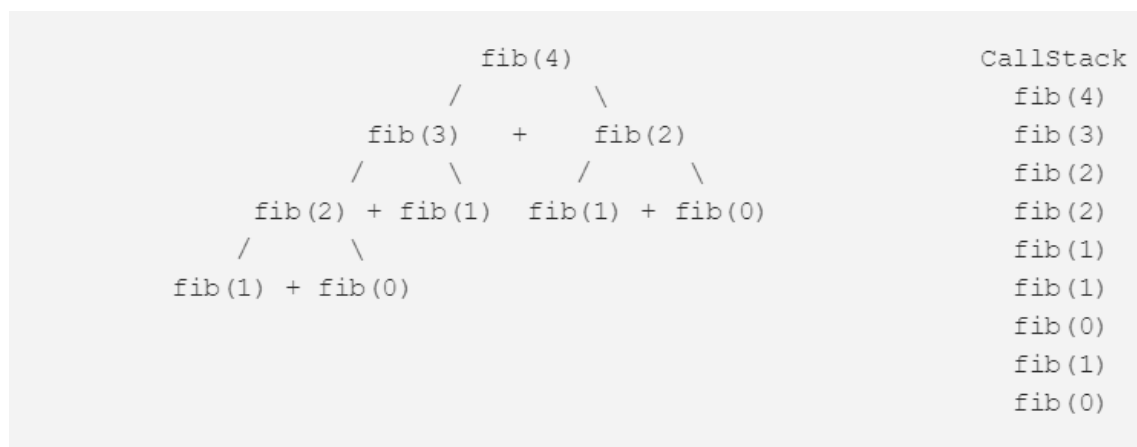 fib(4) CallStack
/ \ fib(4)
fib(3) + fib(2) fib(3)
/ \ / \ fib(2)
fib(2) + fib(1) fib(1) + fib(0) fib(2)
/ \ fib(1)
fib(1) + fib(0) fib(1)
fib(0)
fib(1)
fib(0)